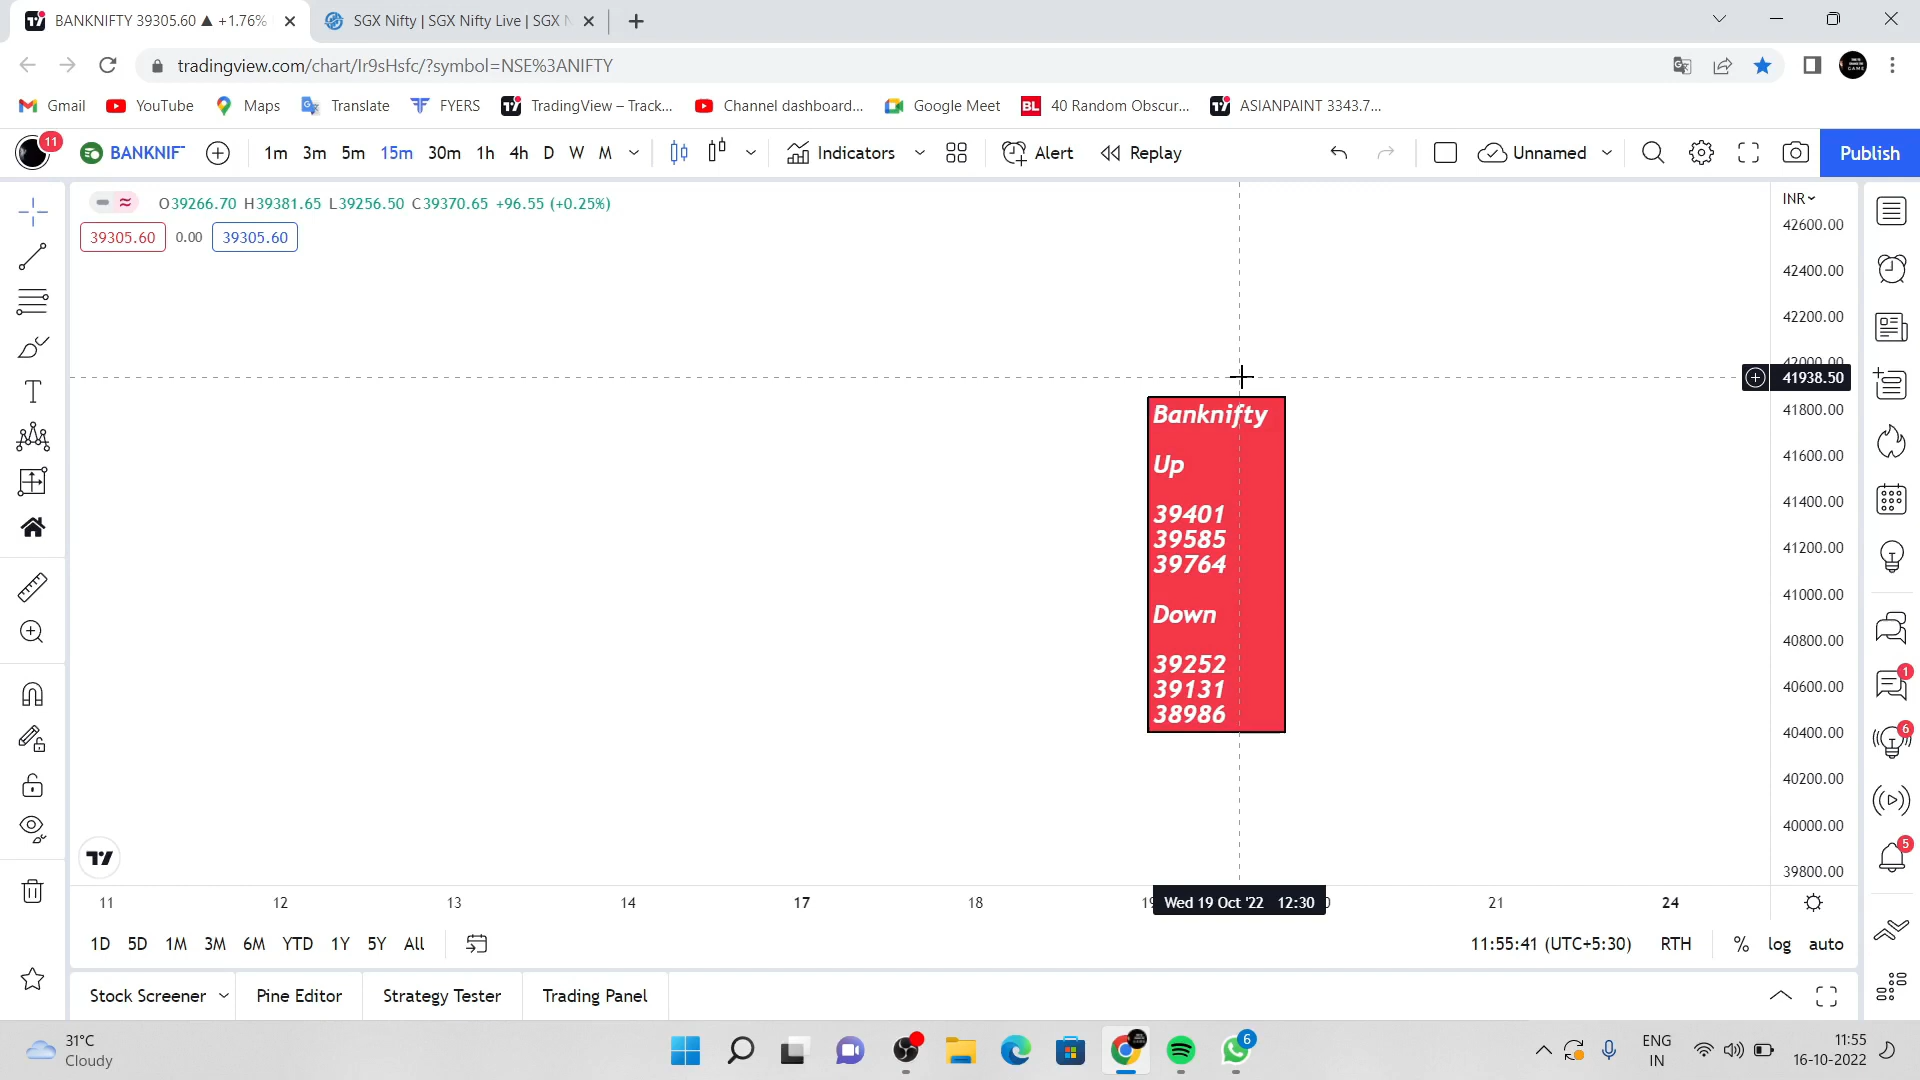 BANKNIFTY 39305.60 ▲ +1.76%
SGX Nifty | SGX Nifty Live | SGX
tradingview.com/chart/Ir9sHsfc/?symbol=NSE%3ANIFTY
Gmail YouTube Maps Translate FYERS TradingView – Track... Channel dashboard... Google Meet BL 40 Random Obscur... ASIANPAINT 3343.7...
11 BANKNIF 1m 3m 5m 15m 30m 1h 4h D W M Indicators Alert Replay Unnamed Publish
O39266.70 H39381.65 L39256.50 C39370.65 +96.55 (+0.25%)
39305.60 0.00 39305.60
INR
42600.00
42400.00
42200.00
42000.00
41938.50
41800.00
41600.00
41400.00
41200.00
41000.00
40800.00
40600.00
40400.00
40200.00
40000.00
39800.00
Banknifty
Up
39401
39585
39764
Down
39252
39131
38986
1
6
5
11 12 13 14 17 18 Wed 19 Oct '22 12:30 21 24
1D 5D 1M 3M 6M YTD 1Y 5Y All 11:55:41 (UTC+5:30) RTH % log auto
Stock Screener Pine Editor Strategy Tester Trading Panel
31°C
Cloudy
6
ENG
IN
11:55
16-10-2022